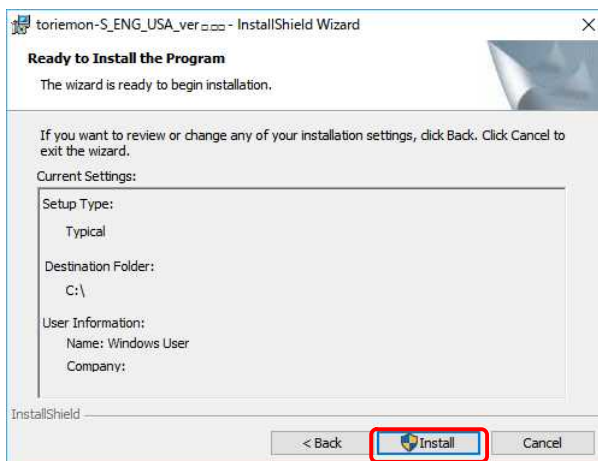 toriemon-S_ENG_USA_ver□.□□ - InstallShield Wizard
Ready to Install the Program
The wizard is ready to begin installation.
If you want to review or change any of your installation settings, click Back. Click Cancel to
exit the wizard.
Current Settings:
Setup Type:
Typical
Destination Folder:
C:\
User Information:
Name: Windows User
Company:
InstallShield
< Back
Install
Cancel